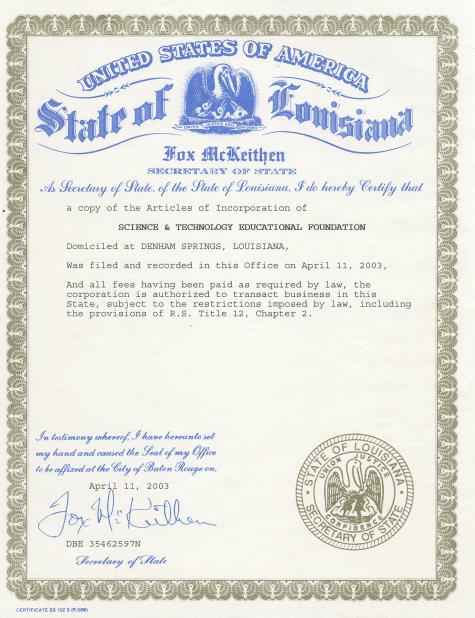 UNITED STATES OF AMERICA
State of Louisiana
UNION JUSTICE AND CONFIDENCE
Fox McKeithen
SECRETARY OF STATE
As Secretary of State, of the State of Louisiana, I do hereby Certify that
a copy of the Articles of Incorporation of
SCIENCE & TECHNOLOGY EDUCATIONAL FOUNDATION
Domiciled at DENHAM SPRINGS, LOUISIANA,
Was filed and recorded in this Office on April 11, 2003,
And all fees having been paid as required by law, the
corporation is authorized to transact business in this
State, subject to the restrictions imposed by law, including
the provisions of R.S. Title 12, Chapter 2.
In testimony whereof, I have hereunto set
my hand and caused the Seal of my Office
to be affixed at the City of Baton Rouge on,
April 11, 2003
Fox McKeithen
DBE 35462597N
Secretary of State
STATE OF LOUISIANA
UNION JUSTICE
CONFIDENCE
SECRETARY OF STATE
CERTIFICATE SS 102 S (R-3/88)